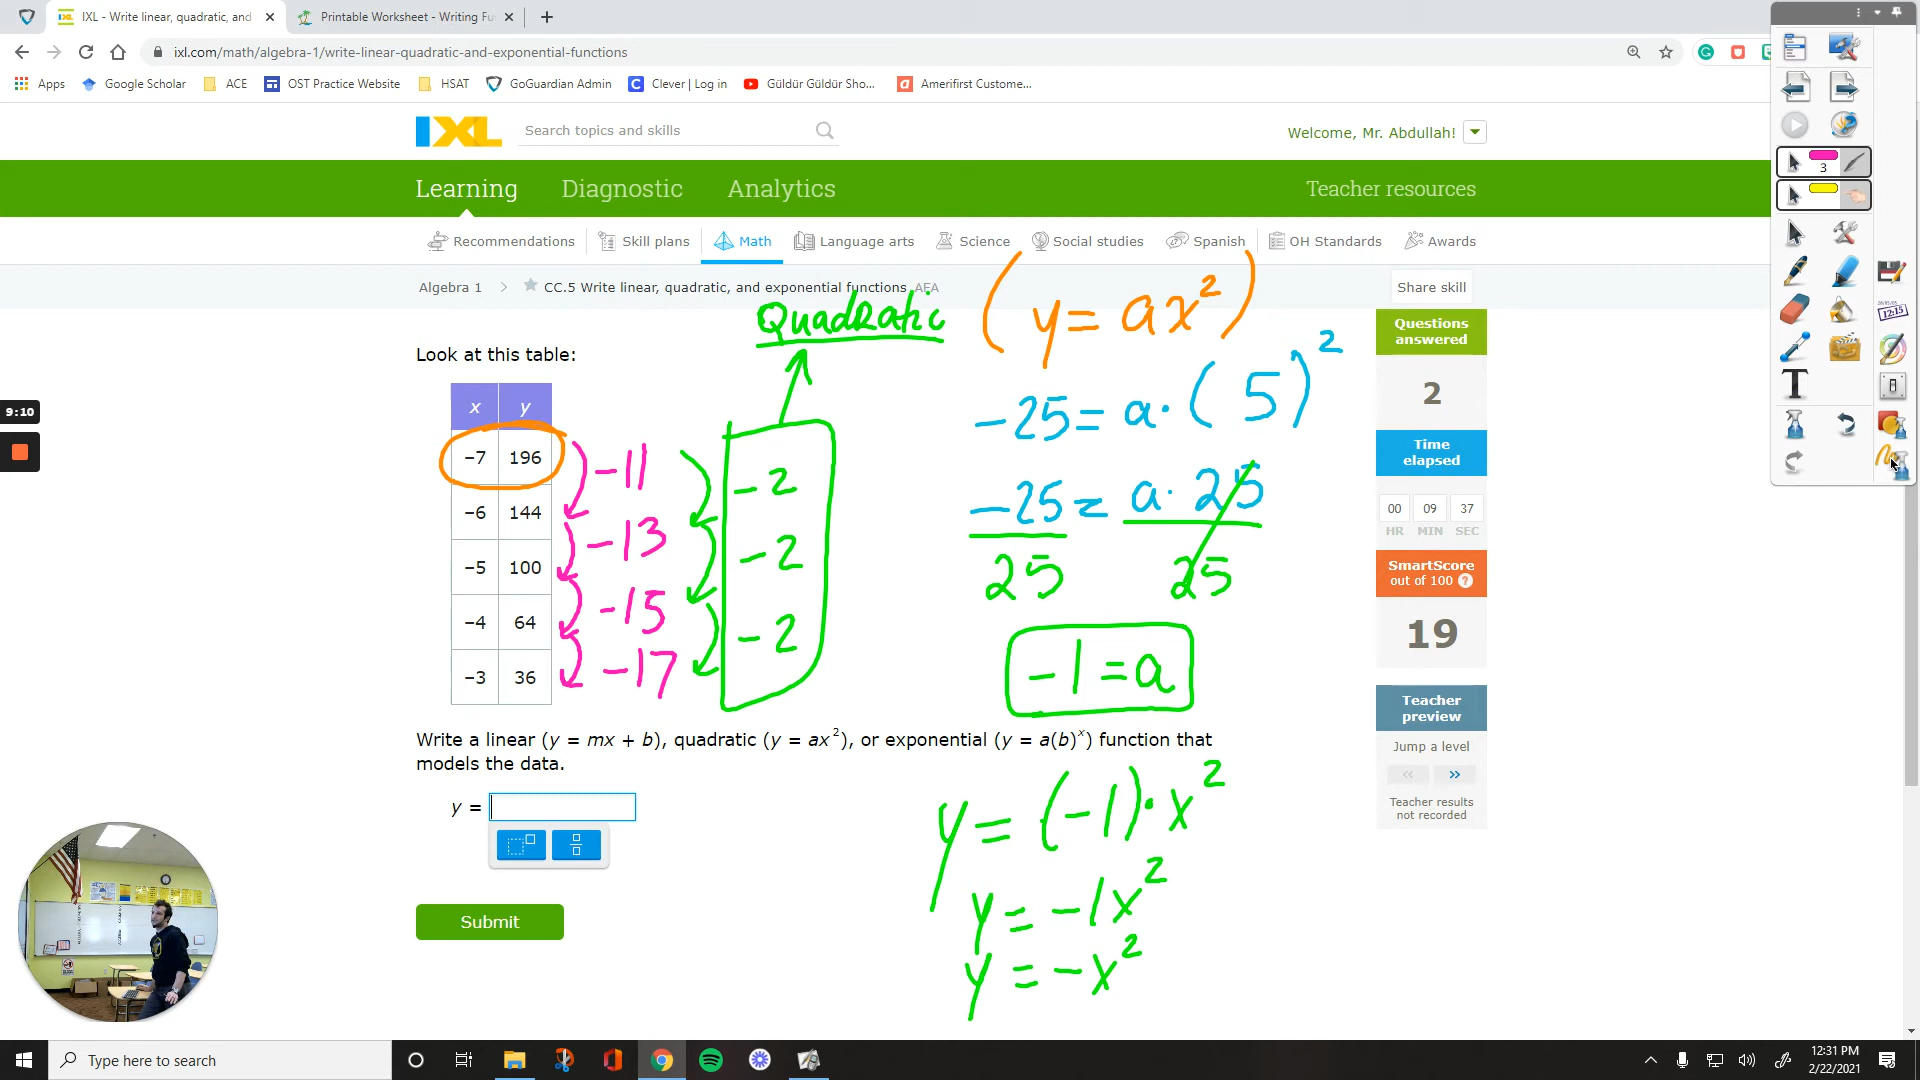 IXL - Write linear, quadratic, and
Printable Worksheet - Writing Fu
ixl.com/math/algebra-1/write-linear-quadratic-and-exponential-functions
Apps Google Scholar ACE OST Practice Website HSAT GoGuardian Admin Clever | Log in Güldür Güldür Sho... Amerifirst Custome...
IXL Search topics and skills Welcome, Mr. Abdullah!
Learning Diagnostic Analytics Teacher resources
Recommendations Skill plans Math Language arts Science Social studies Spanish OH Standards Awards
Algebra 1 > CC.5 Write linear, quadratic, and exponential functions AFA Share skill
Quadratic
(y = ax²)
Look at this table:
x y
-7 196
-6 144
-5 100
-4 64
-3 36
-11
-13
-15
-17
-2
-2
-2
-25 = a · (5)²
-25 = a · 25
25 25
-1 = a
Write a linear (y = mx + b), quadratic (y = ax²), or exponential (y = a(b)ˣ) function that
models the data.
y =
Submit
y = (-1) · x²
y = -1x²
y = -x²
Questions
answered
2
Time
elapsed
00 09 37
HR MIN SEC
SmartScore
out of 100 ?
19
Teacher
preview
Jump a level
<< >>
Teacher results
not recorded
3
12:15
T
9:10
Type here to search
12:31 PM
2/22/2021